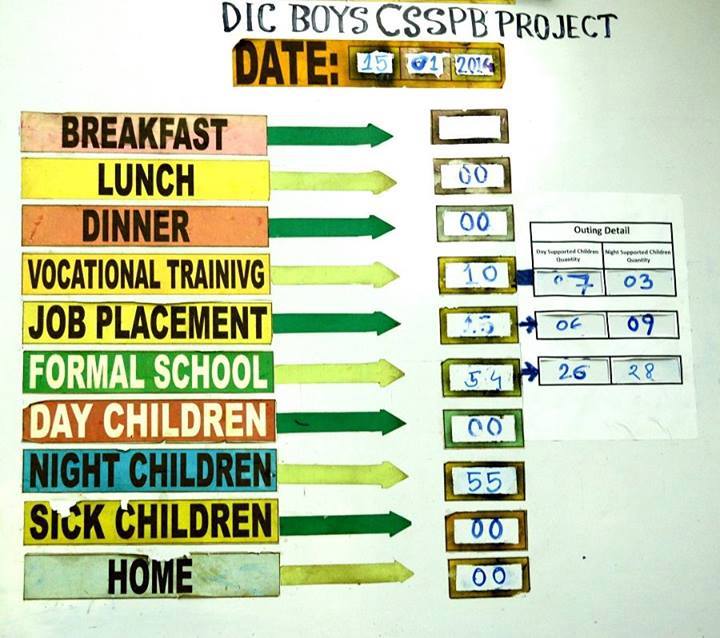 DIC BOYS CSSPB PROJECT
DATE: 15 01 2014
BREAKFAST
LUNCH 00
DINNER 00
Outing Detail
Day Supported Children Quantity Night Supported Children Quantity
VOCATIONAL TRAINIVG 10 07 03
JOB PLACEMENT 15 06 09
FORMAL SCHOOL 54 26 28
DAY CHILDREN 00
NIGHT CHILDREN 55
SICK CHILDREN 00
HOME 00